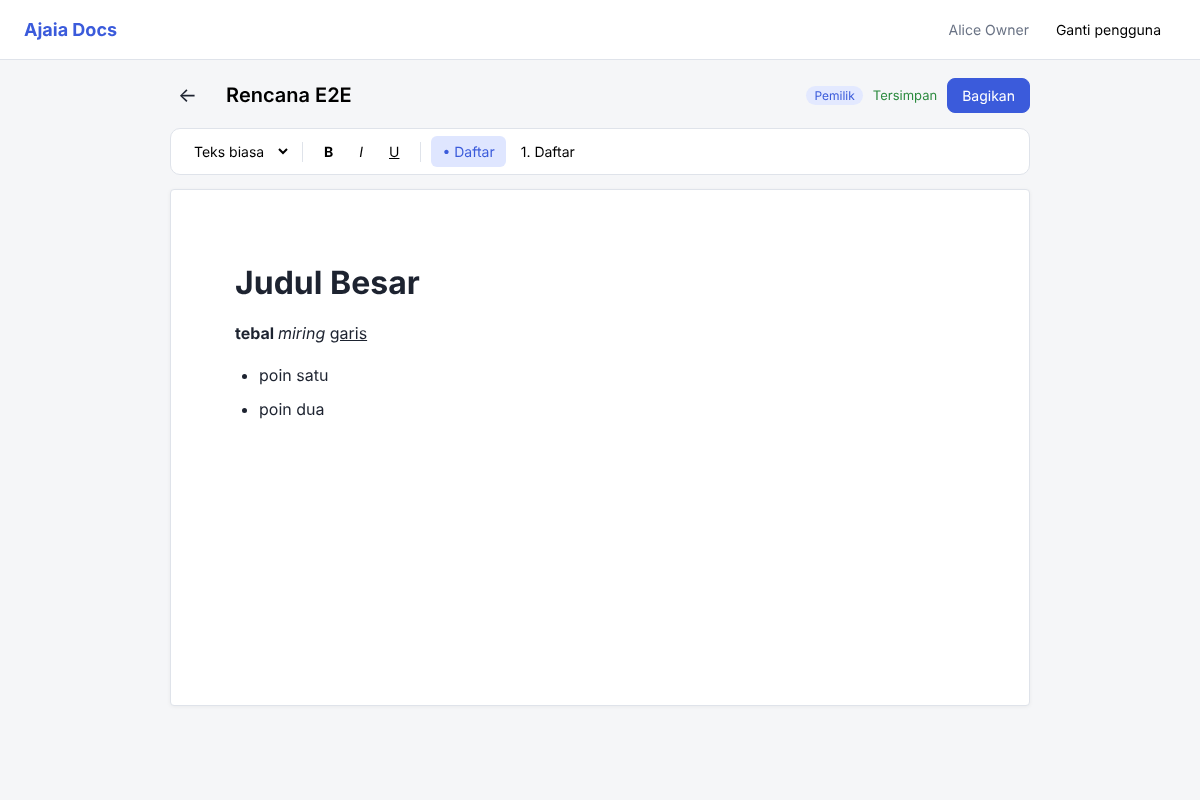 Ajaia Docs
Alice Owner Ganti pengguna
← Rencana E2E
Pemilik Tersimpan Bagikan
Teks biasa B I U • Daftar 1. Daftar
Judul Besar
tebal miring garis
• poin satu
• poin dua